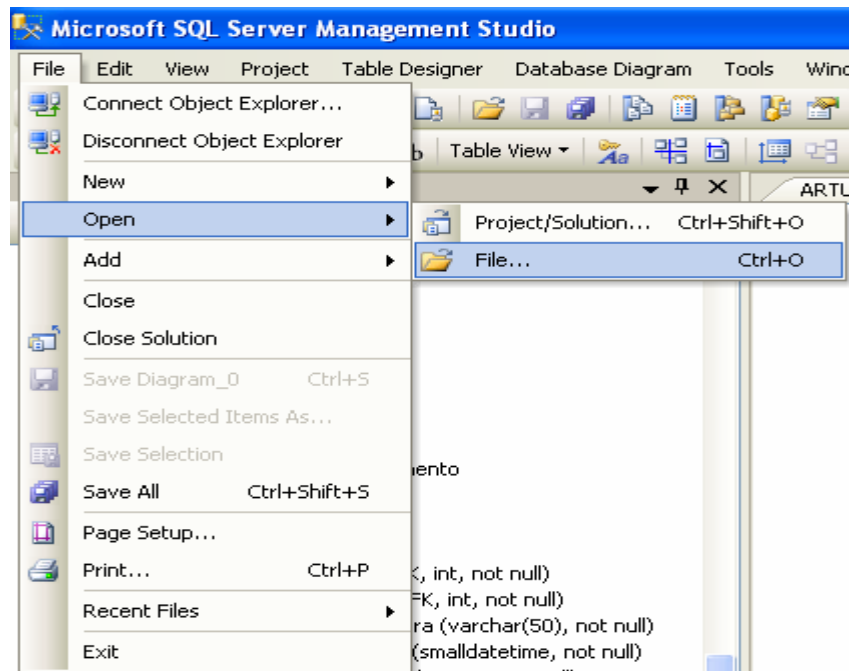 Microsoft SQL Server Management Studio
File Edit View Project Table Designer Database Diagram Tools
Connect Object Explorer...
Disconnect Object Explorer
Table View
New
ARTU
Open
Project/Solution... Ctrl+Shift+O
Add
File... Ctrl+O
Close
Close Solution
Save Diagram_0 Ctrl+S
Save Selected Items As...
Save Selection
ento
Save All Ctrl+Shift+S
Page Setup...
Print... Ctrl+P
, int, not null)
FK, int, not null)
Recent Files
ra (varchar(50), not null)
Exit
(smalldatetime, not null)